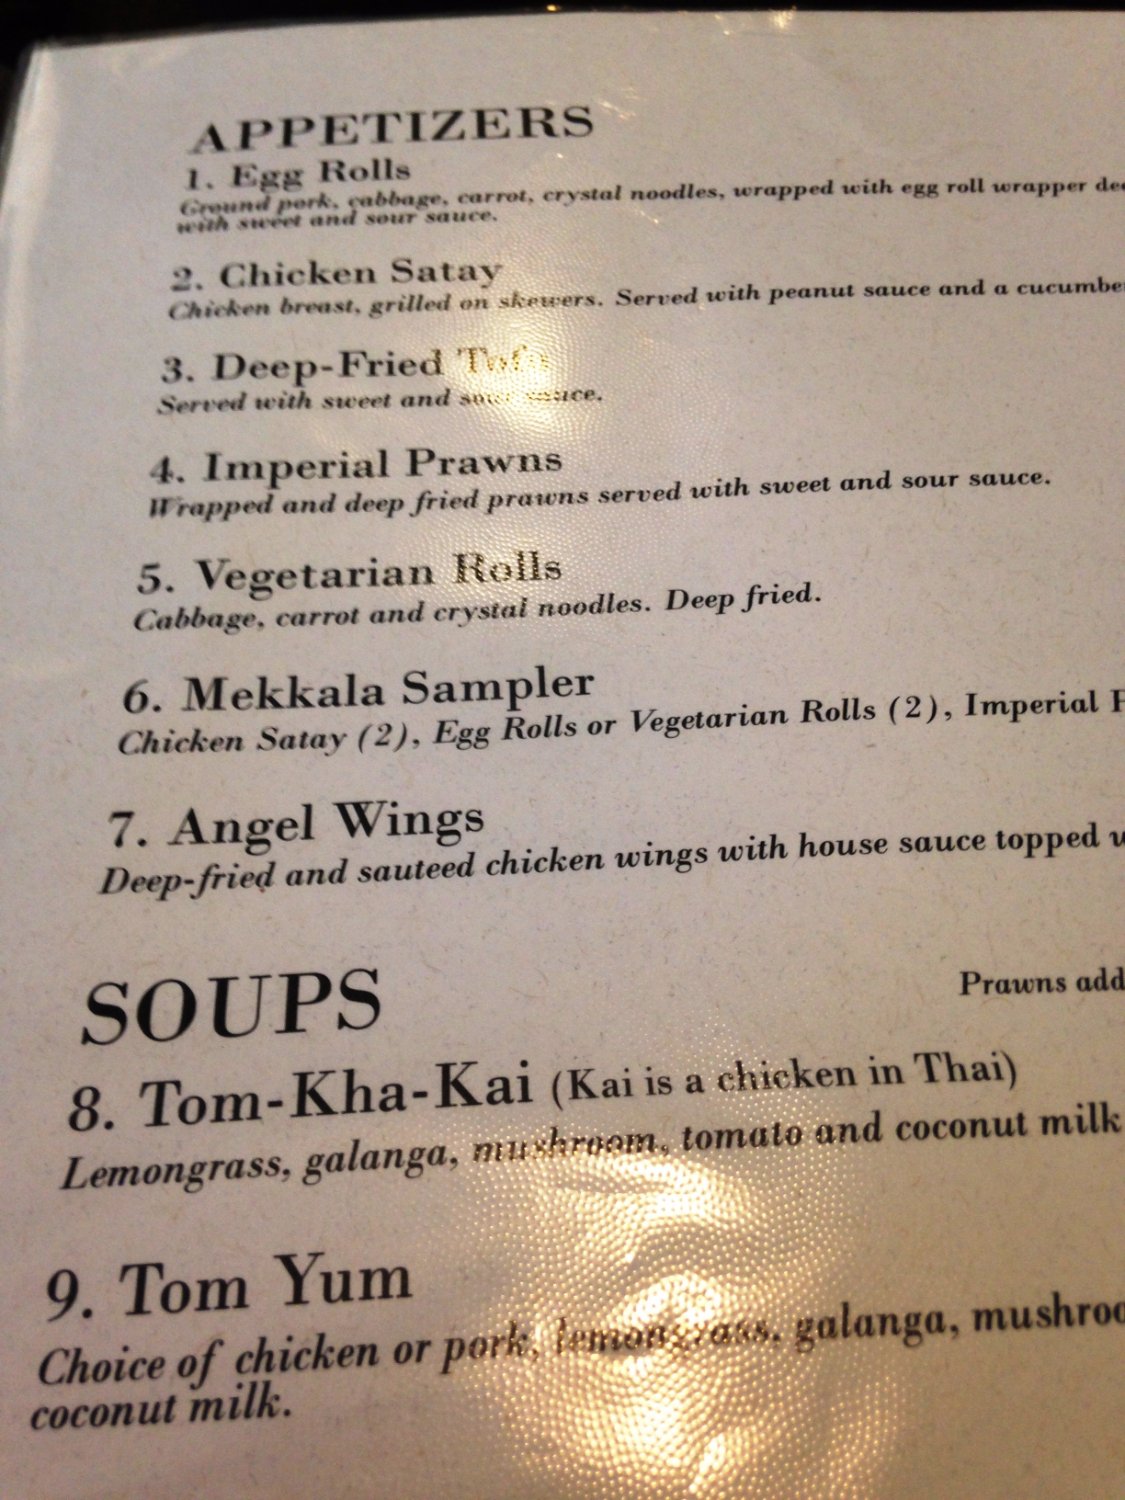 APPETIZERS
1. Egg Rolls
Ground pork, cabbage, carrot, crystal noodles, wrapped with egg roll wrapper
with sweet and sour sauce.
2. Chicken Satay
Chicken breast, grilled on skewers. Served with peanut sauce and a
3. Deep-Fried Tofu
Served with sweet and sour sauce.
4. Imperial Prawns
Wrapped and deep fried prawns served with sweet and sour sauce.
5. Vegetarian Rolls
Cabbage, carrot and crystal noodles. Deep fried.
6. Mekkala Sampler
Chicken Satay (2), Egg Rolls or Vegetarian Rolls (2), Imperial
7. Angel Wings
Deep-fried and sauteed chicken wings with house sauce topped
SOUPS
Prawns add
8. Tom-Kha-Kai (Kai is a chicken in Thai)
Lemongrass, galanga, mushroom, tomato and coconut milk
9. Tom Yum
Choice of chicken or pork, lemongrass, galanga,
coconut milk.